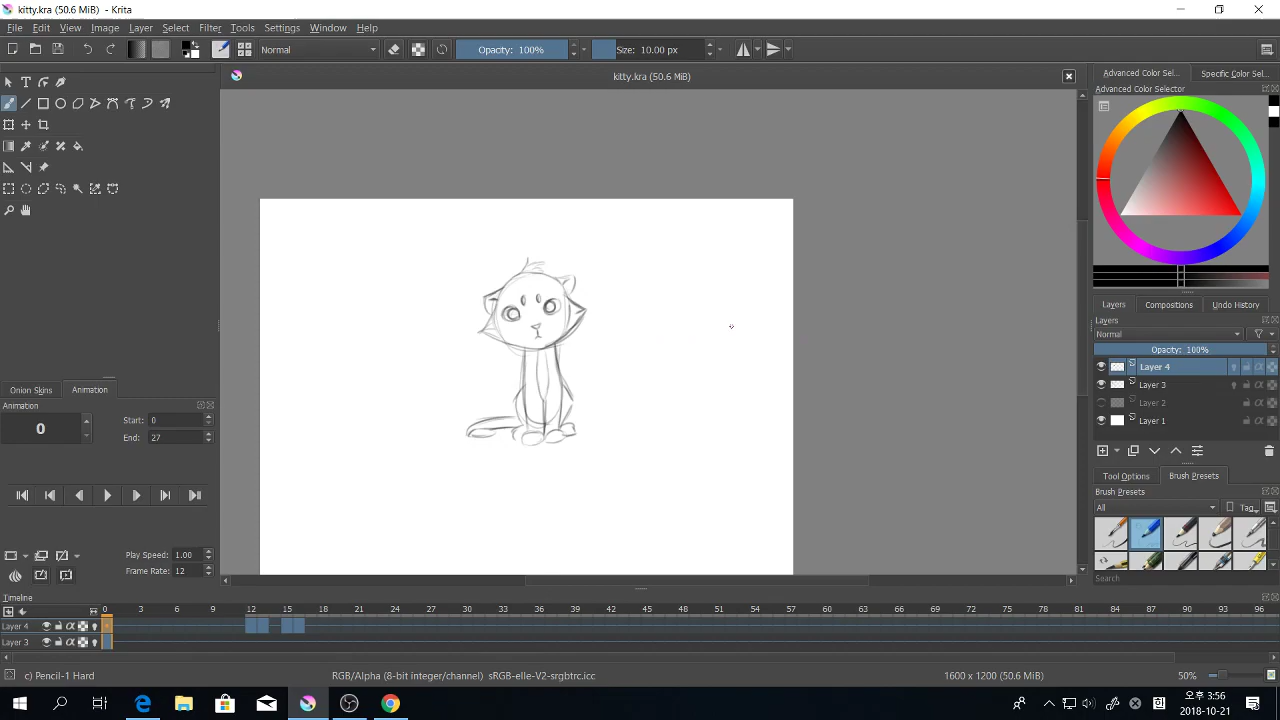 kitty.kra (50.6 MiB) - Krita
File Edit View Image Layer Select Filter Tools Settings Window Help
Normal Opacity: 100% Size: 10.00 px
kitty.kra (50.6 MiB)
Advanced Color Sel... Specific Color Sel...
Advanced Color Selector
Layers Compositions Undo History
Layers
Normal
Opacity: 100%
Layer 4
Layer 3
Layer 2
Layer 1
Onion Skins Animation
Animation
0 Start: 0
End: 27
Tool Options Brush Presets
Brush Presets
All Tag
Play Speed: 1.00
Frame Rate: 12
Search
Timeline
0 3 6 9 12 15 18 21 24 27 30 33 36 39 42 45 48 51 54 57 60 63 66 69 72 75 78 81 84 87 90 93 96
Layer 4
Layer 3
c) Pencil-1 Hard RGB/Alpha (8-bit integer/channel) sRGB-elle-V2-srgbtrc.icc 1600 x 1200 (50.6 MiB) 50%
오후 3:56
2018-10-21